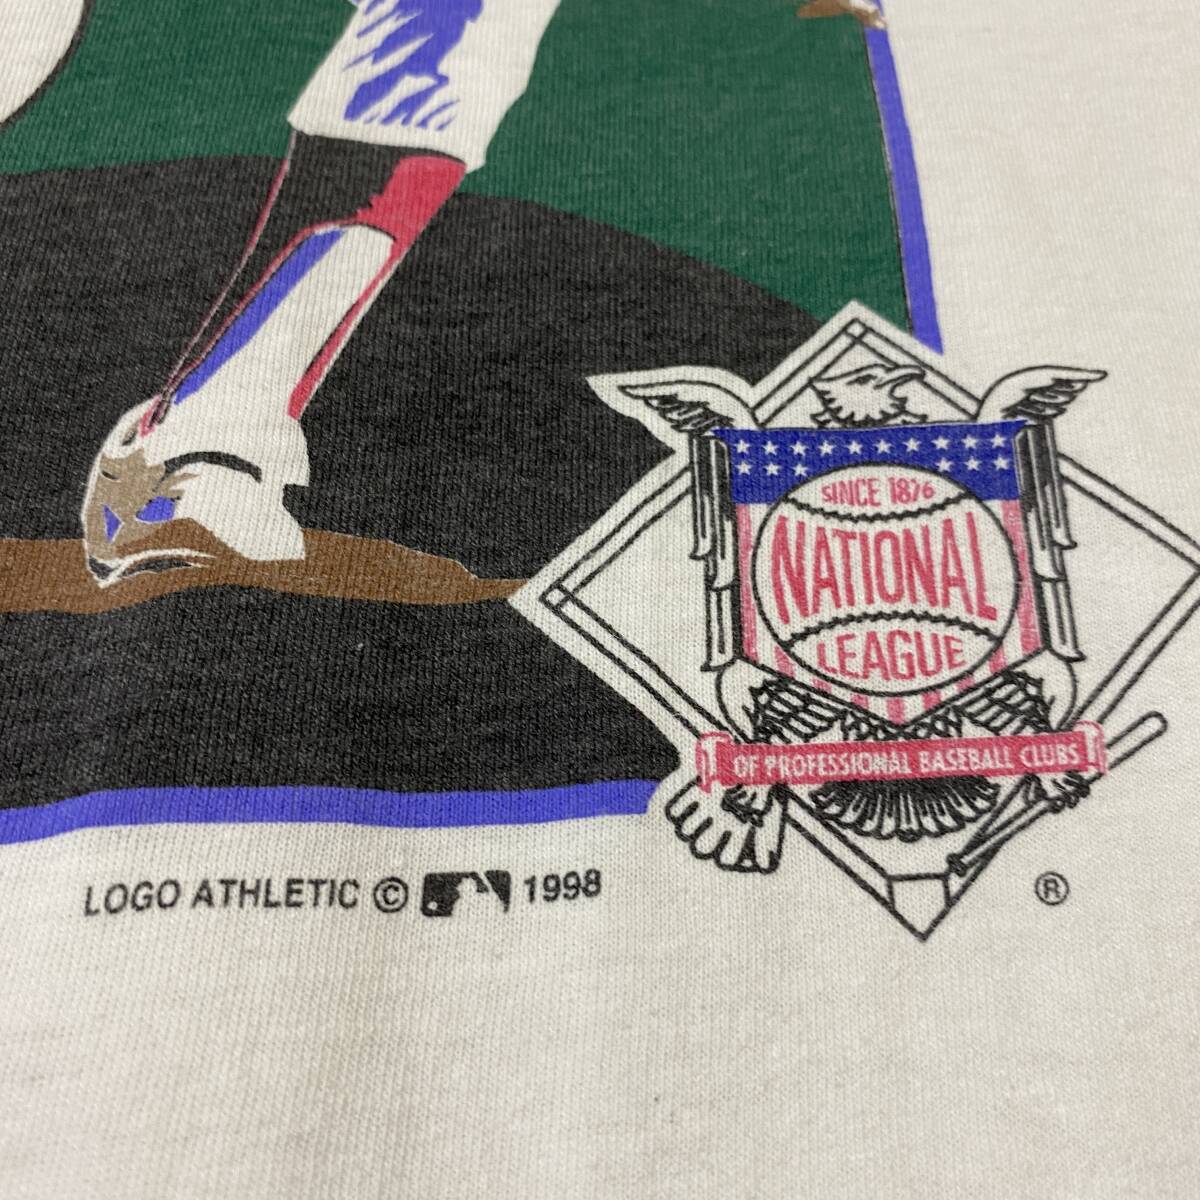 SINCE 1876
NATIONAL
LEAGUE
OF PROFESSIONAL BASEBALL CLUBS
®
LOGO ATHLETIC © 1998